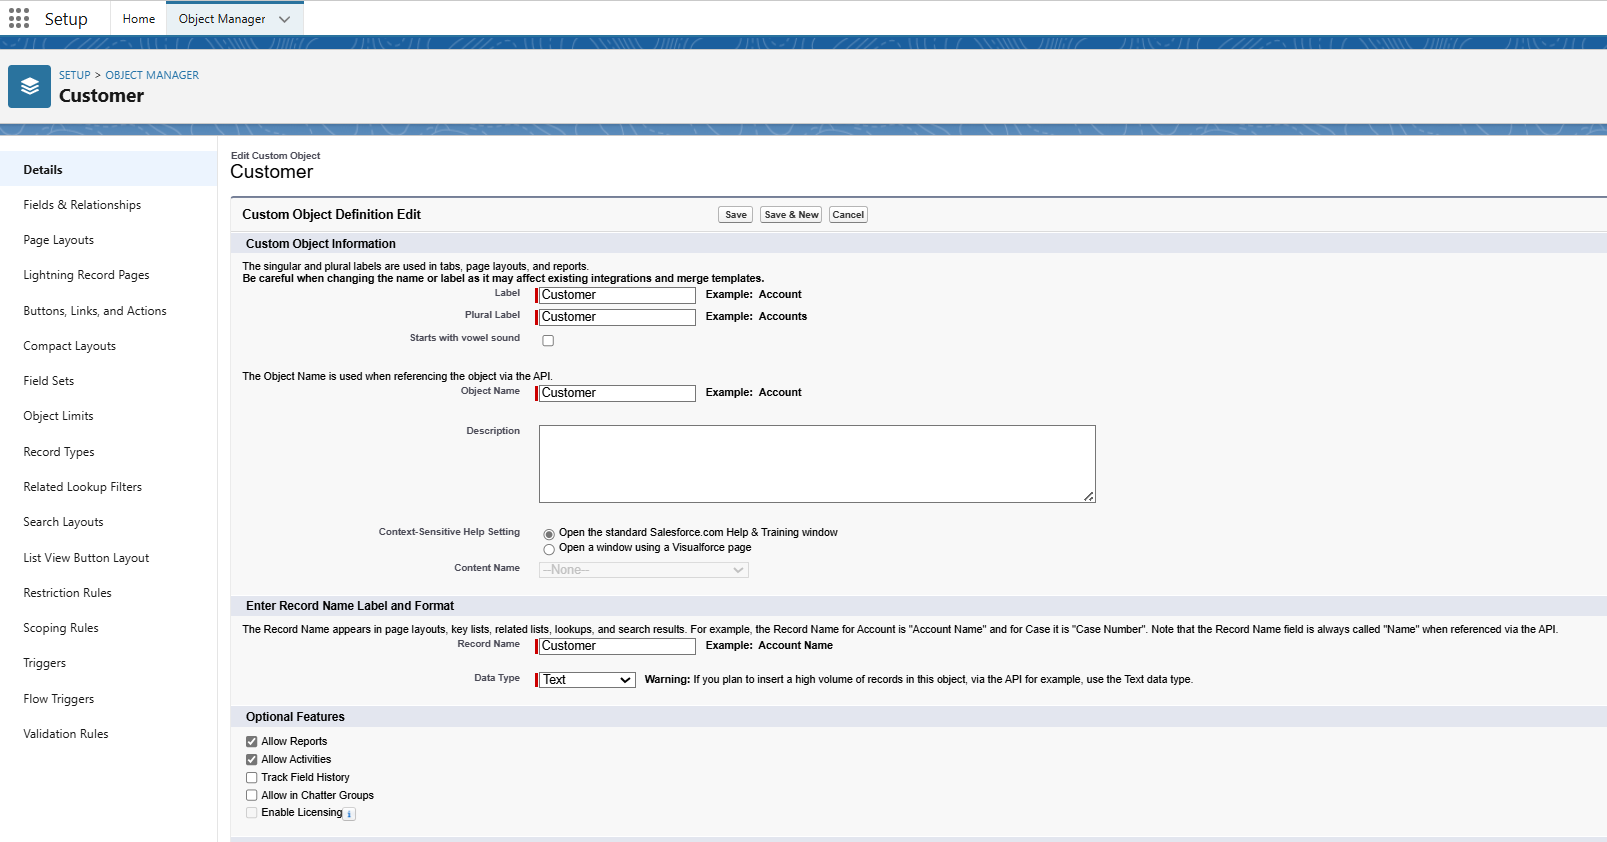 Setup Home Object Manager
SETUP > OBJECT MANAGER
Customer
Details
Fields & Relationships
Page Layouts
Lightning Record Pages
Buttons, Links, and Actions
Compact Layouts
Field Sets
Object Limits
Record Types
Related Lookup Filters
Search Layouts
List View Button Layout
Restriction Rules
Scoping Rules
Triggers
Flow Triggers
Validation Rules
Edit Custom Object
Customer
Custom Object Definition Edit Save Save & New Cancel
Custom Object Information
The singular and plural labels are used in tabs, page layouts, and reports.
Be careful when changing the name or label as it may affect existing integrations and merge templates.
Label Customer Example: Account
Plural Label Customer Example: Accounts
Starts with vowel sound
The Object Name is used when referencing the object via the API.
Object Name Customer Example: Account
Description
Context-Sensitive Help Setting Open the standard Salesforce.com Help & Training window
Open a window using a Visualforce page
Content Name --None--
Enter Record Name Label and Format
The Record Name appears in page layouts, key lists, related lists, lookups, and search results. For example, the Record Name for Account is "Account Name" and for Case it is "Case Number". Note that the Record Name field is always called "Name" when referenced via the API.
Record Name Customer Example: Account Name
Data Type Text Warning: If you plan to insert a high volume of records in this object, via the API for example, use the Text data type.
Optional Features
Allow Reports
Allow Activities
Track Field History
Allow in Chatter Groups
Enable Licensing i